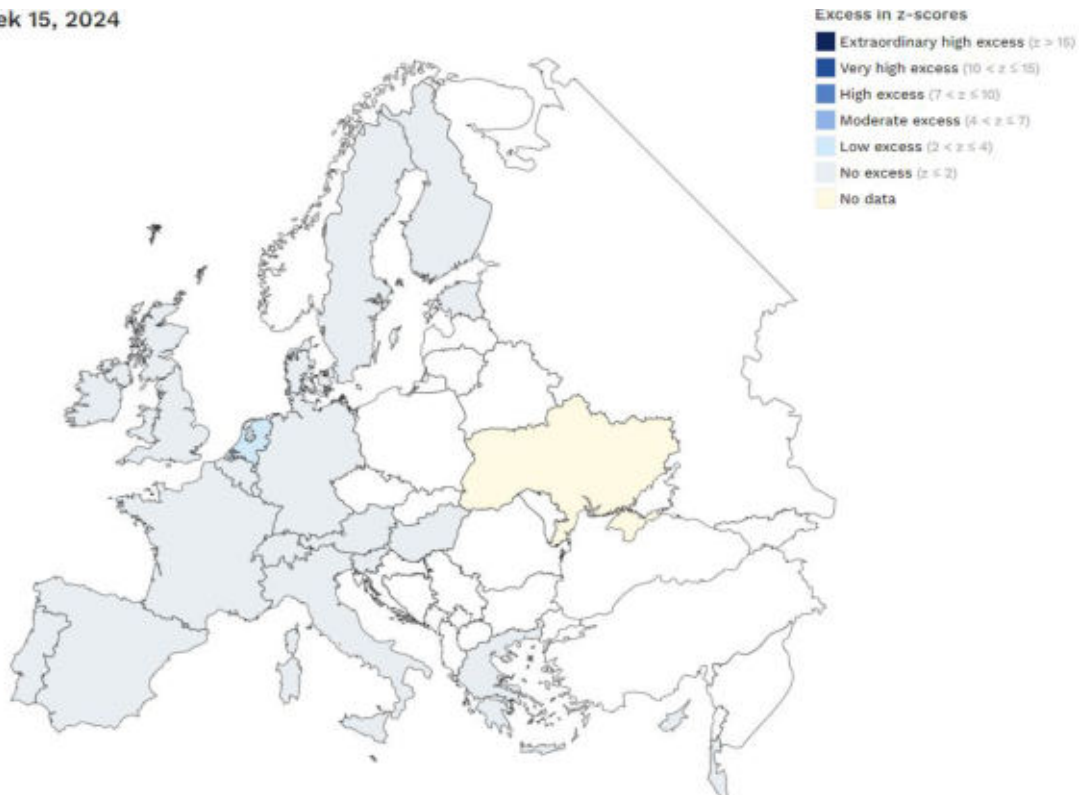 ek 15, 2024
Excess in z-scores
Extraordinary high excess (z > 15)
Very high excess (10 < z ≤ 15)
High excess (7 < z ≤ 10)
Moderate excess (4 < z ≤ 7)
Low excess (2 < z ≤ 4)
No excess (z ≤ 2)
No data